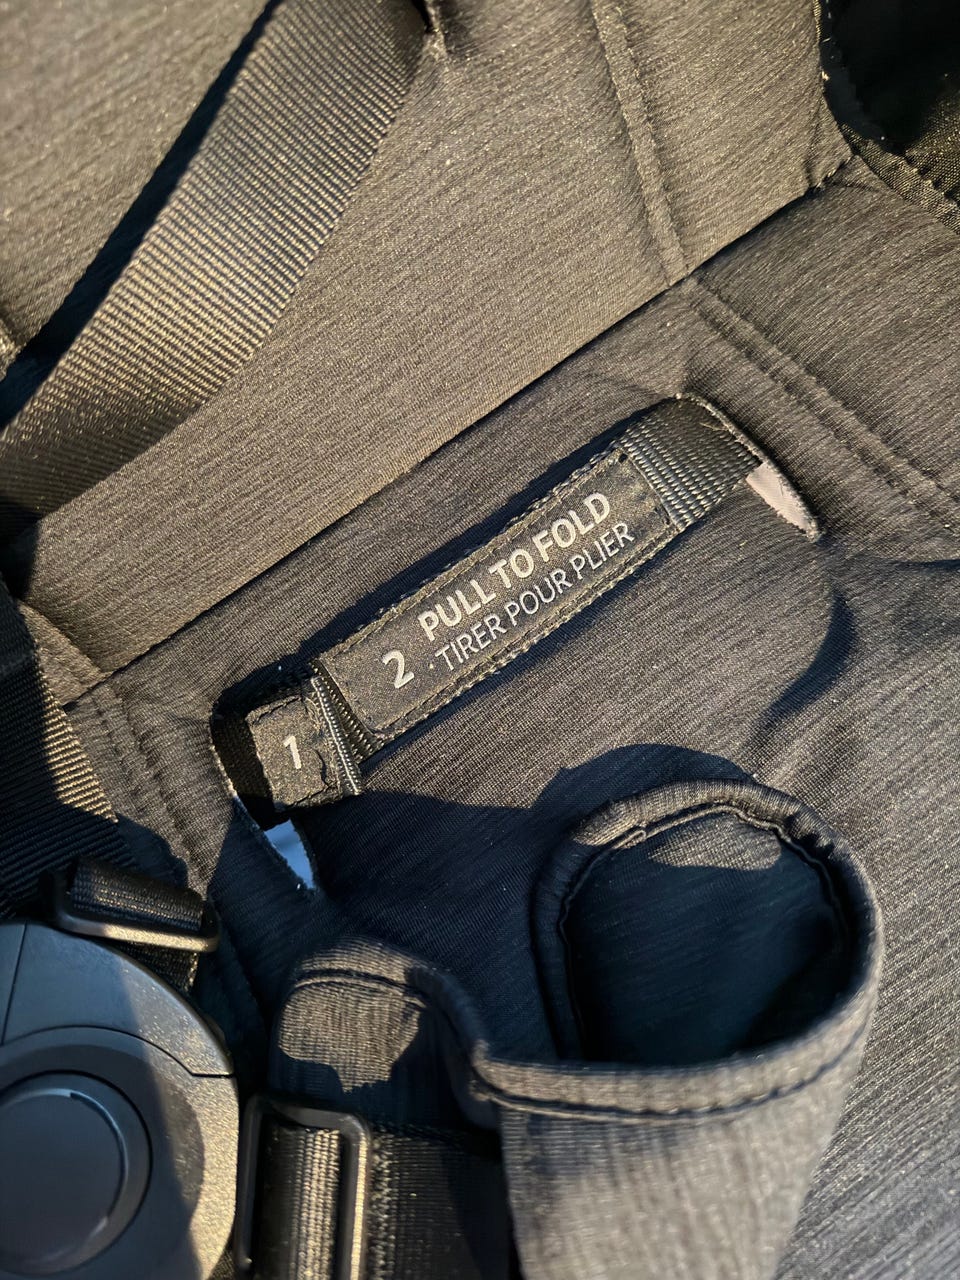 1
2 PULL TO FOLD
· TIRER POUR PLIER